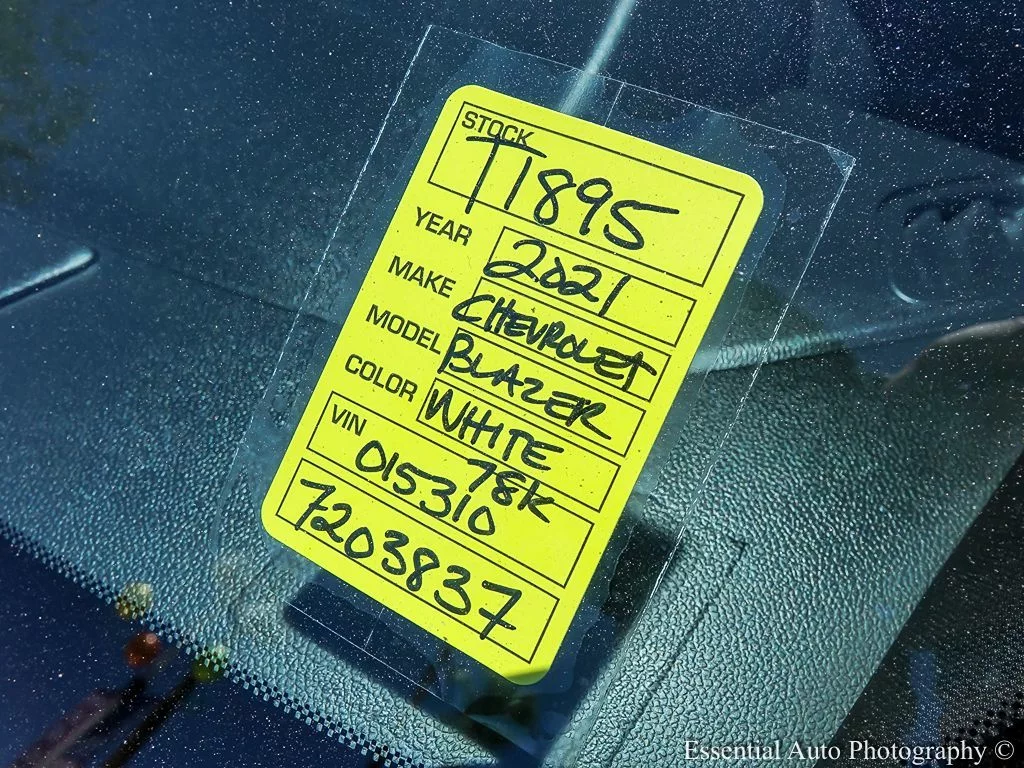 STOCK
T1895
YEAR 2021
MAKE CHEVROLET
MODEL BLAZER
COLOR WHITE
VIN 78K
015310
7203837
Essential Auto Photography ©